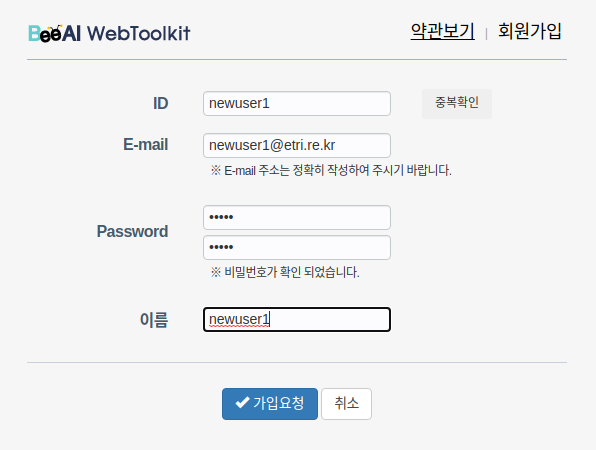 BeeAI WebToolkit 약관보기 | 회원가입
ID newuser1 중복확인
E-mail newuser1@etri.re.kr
※ E-mail 주소는 정확히 작성하여 주시기 바랍니다.
•••••
Password
•••••
※ 비밀번호가 확인 되었습니다.
이름 newuser1
가입요청 취소